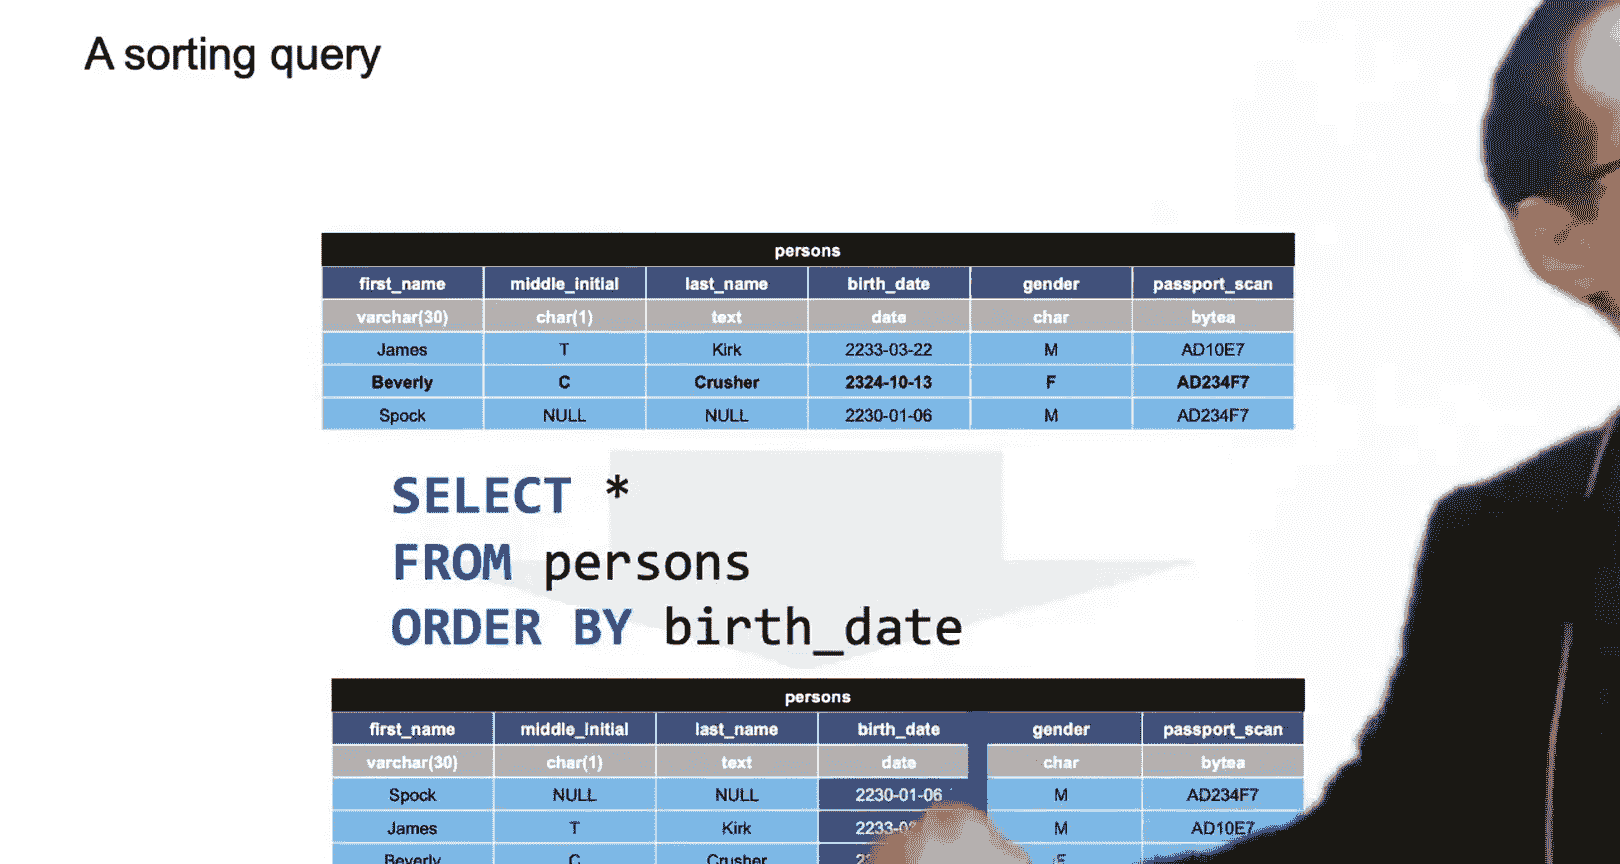 A sorting query
persons
first_name middle_initial last_name birth_date gender passport_scan
varchar(30) char(1) text date char bytea
James T Kirk 2233-03-22 M AD10E7
Beverly C Crusher 2324-10-13 F AD234F7
Spock NULL NULL 2230-01-06 M AD234F7
SELECT *
FROM persons
ORDER BY birth_date
persons
first_name middle_initial last_name birth_date gender passport_scan
varchar(30) char(1) text date char bytea
Spock NULL NULL 2230-01-06 M AD234F7
James T Kirk M AD10E7
Beverly C Crusher F